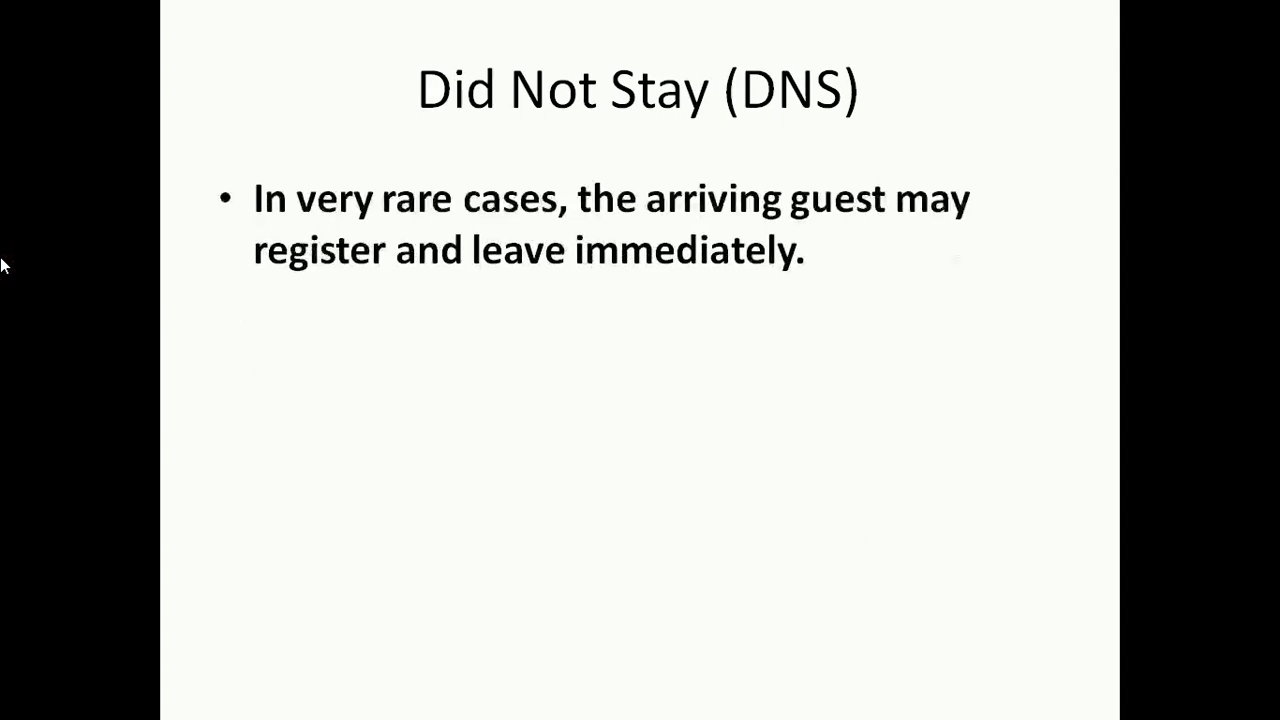 Did Not Stay (DNS)
• In very rare cases, the arriving guest may
register and leave immediately.